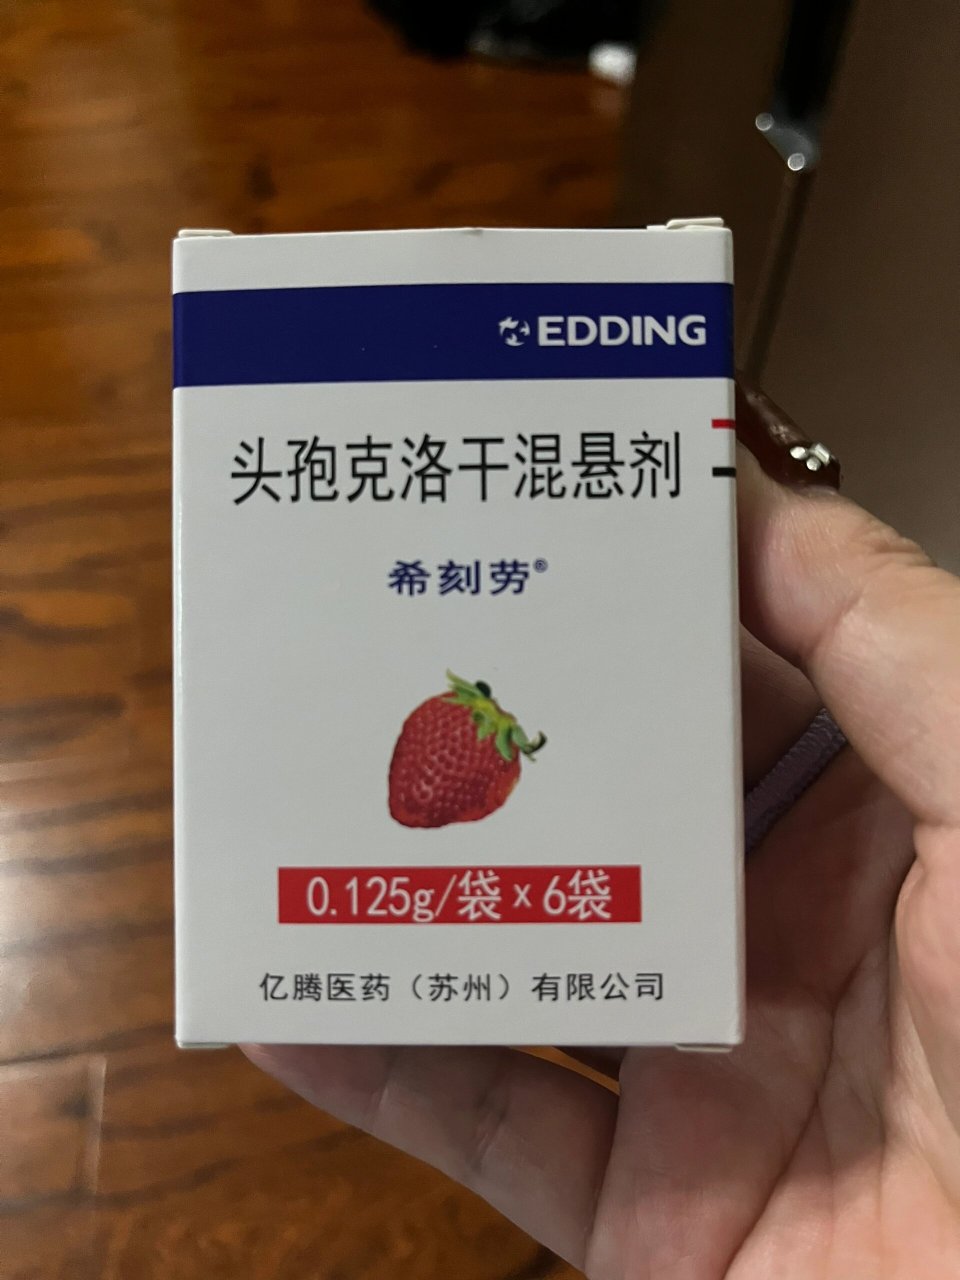 EDDING
头孢克洛干混悬剂
希刻劳®
0.125g/袋×6袋
亿腾医药（苏州）有限公司